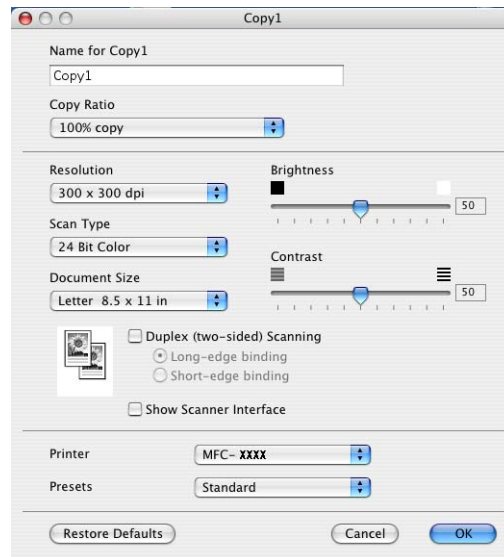 Copy1
Name for Copy1
Copy1
Copy Ratio
100% copy
Resolution
300 x 300 dpi
Scan Type
24 Bit Color
Document Size
Letter 8.5 x 11 in
Brightness
50
Contrast
50
Duplex (two-sided) Scanning
Long-edge binding
Short-edge binding
Show Scanner Interface
Printer
MFC- XXXX
Presets
Standard
Restore Defaults
Cancel
OK